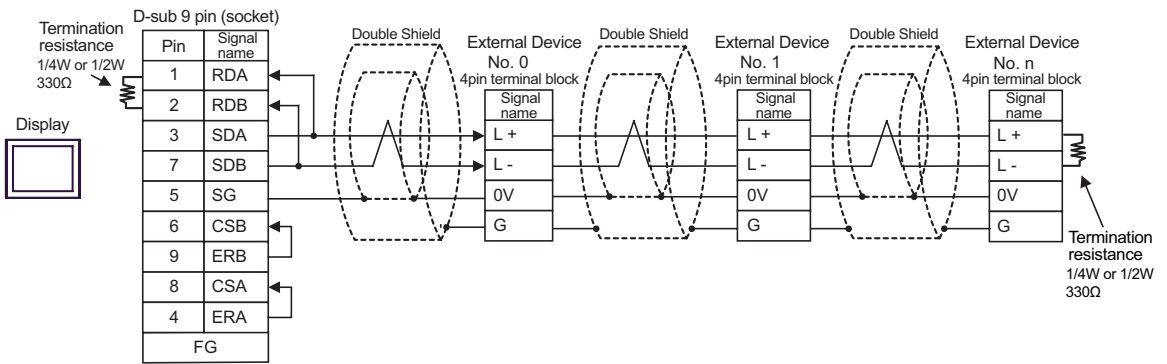 D-sub 9 pin (socket)
Termination
resistance
1/4W or 1/2W
330Ω
Display
Pin Signal name
1 RDA
2 RDB
3 SDA
7 SDB
5 SG
6 CSB
9 ERB
8 CSA
4 ERA
FG
Double Shield
External Device
No. 0
4pin terminal block
Signal
name
L +
L -
0V
G
Double Shield
External Device
No. 1
4pin terminal block
Signal
name
L +
L -
0V
G
Double Shield
External Device
No. n
4pin terminal block
Signal
name
L +
L -
0V
G
Termination
resistance
1/4W or 1/2W
330Ω